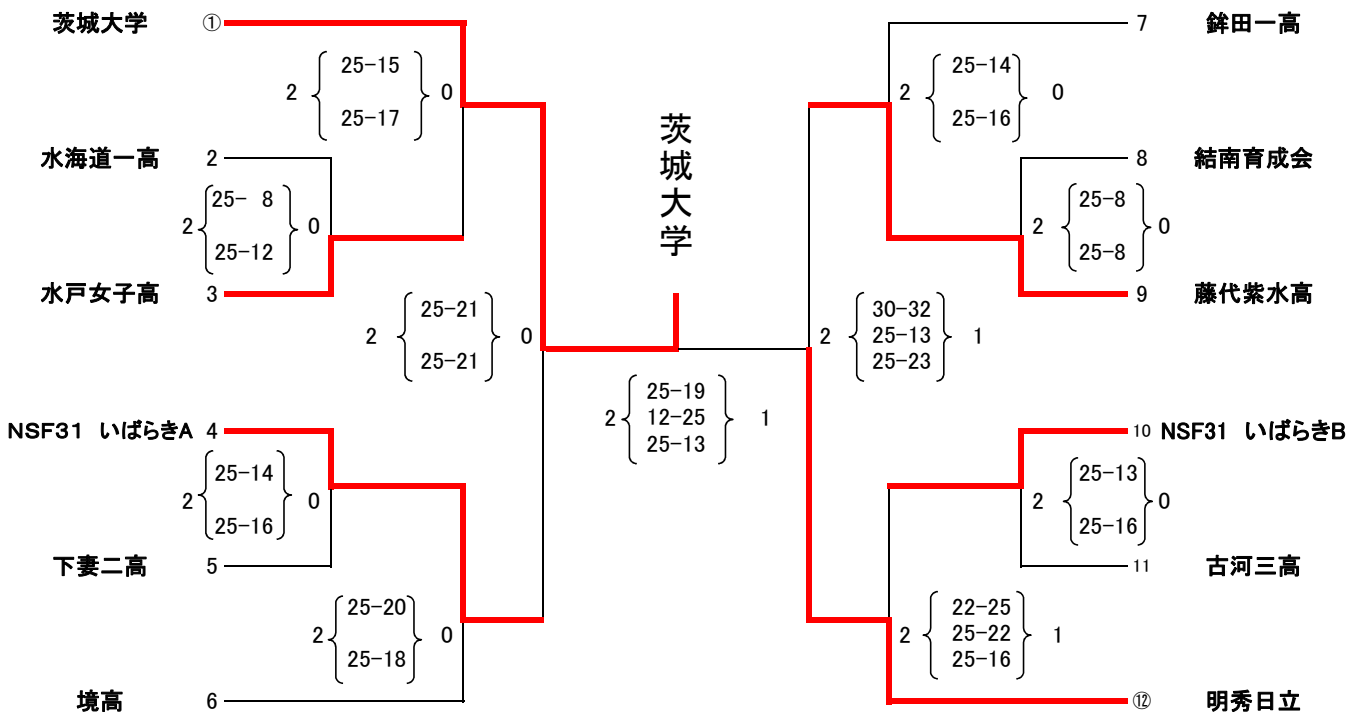 茨城大学 ① 7 鉾田一高
25-15 25-14
2 0 2 0
25-17 25-16
茨城大学
水海道一高 2 8 結南育成会
25- 8 25-8
2 0 2 0
25-12 25-8
水戸女子高 3 9 藤代紫水高
25-21 30-32
2 0 2 25-13 1
25-21 25-23
25-19
2 12-25 1
25-13
NSF31 いばらきA 4 10 NSF31 いばらきB
25-14 25-13
2 0 2 0
25-16 25-16
下妻二高 5 11 古河三高
25-20 22-25
2 0 2 25-22 1
25-18 25-16
境高 6 ⑫ 明秀日立